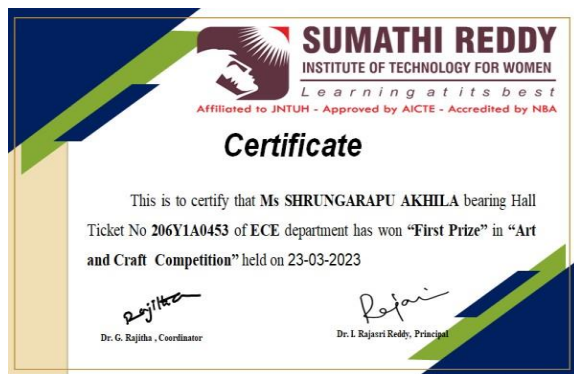 SUMATHI REDDY
INSTITUTE OF TECHNOLOGY FOR WOMEN
Learning at its best
Affiliated to JNTUH - Approved by AICTE - Accredited by NBA
Certificate
This is to certify that Ms SHRUNGARAPU AKHILA bearing Hall
Ticket No 206Y1A0453 of ECE department has won “First Prize” in “Art
and Craft Competition” held on 23-03-2023
Rajitha
Rajasri
Dr. G. Rajitha , Coordinator
Dr. I. Rajasri Reddy, Principal